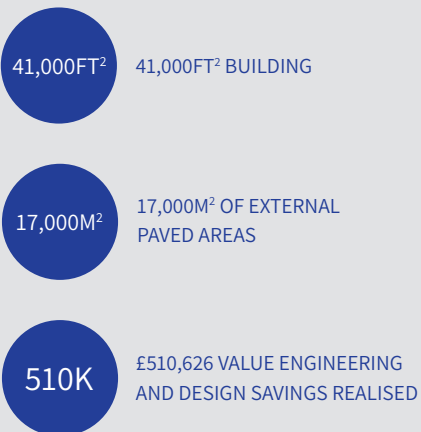 41,000FT²
41,000FT² BUILDING
17,000M²
17,000M² OF EXTERNAL
PAVED AREAS
510K
£510,626 VALUE ENGINEERING
AND DESIGN SAVINGS REALISED